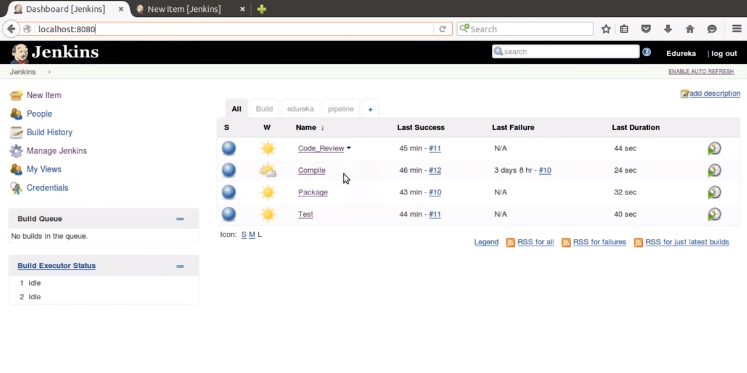 Dashboard [Jenkins] × New Item [Jenkins] ×
localhost:8080 Search
Jenkins search Edureka | log out
Jenkins ENABLE AUTO REFRESH
add description
New Item
People
Build History
Manage Jenkins
My Views
Credentials
Build Queue
No builds in the queue.
Build Executor Status
1 Idle
2 Idle
All Build edureka pipeline +
S W Name ↓ Last Success Last Failure Last Duration
Code_Review 45 min - #11 N/A 44 sec
Compile 46 min - #12 3 days 8 hr - #10 24 sec
Package 43 min - #10 N/A 32 sec
Test 44 min - #11 N/A 40 sec
Icon: S M L
Legend RSS for all RSS for failures RSS for just latest builds